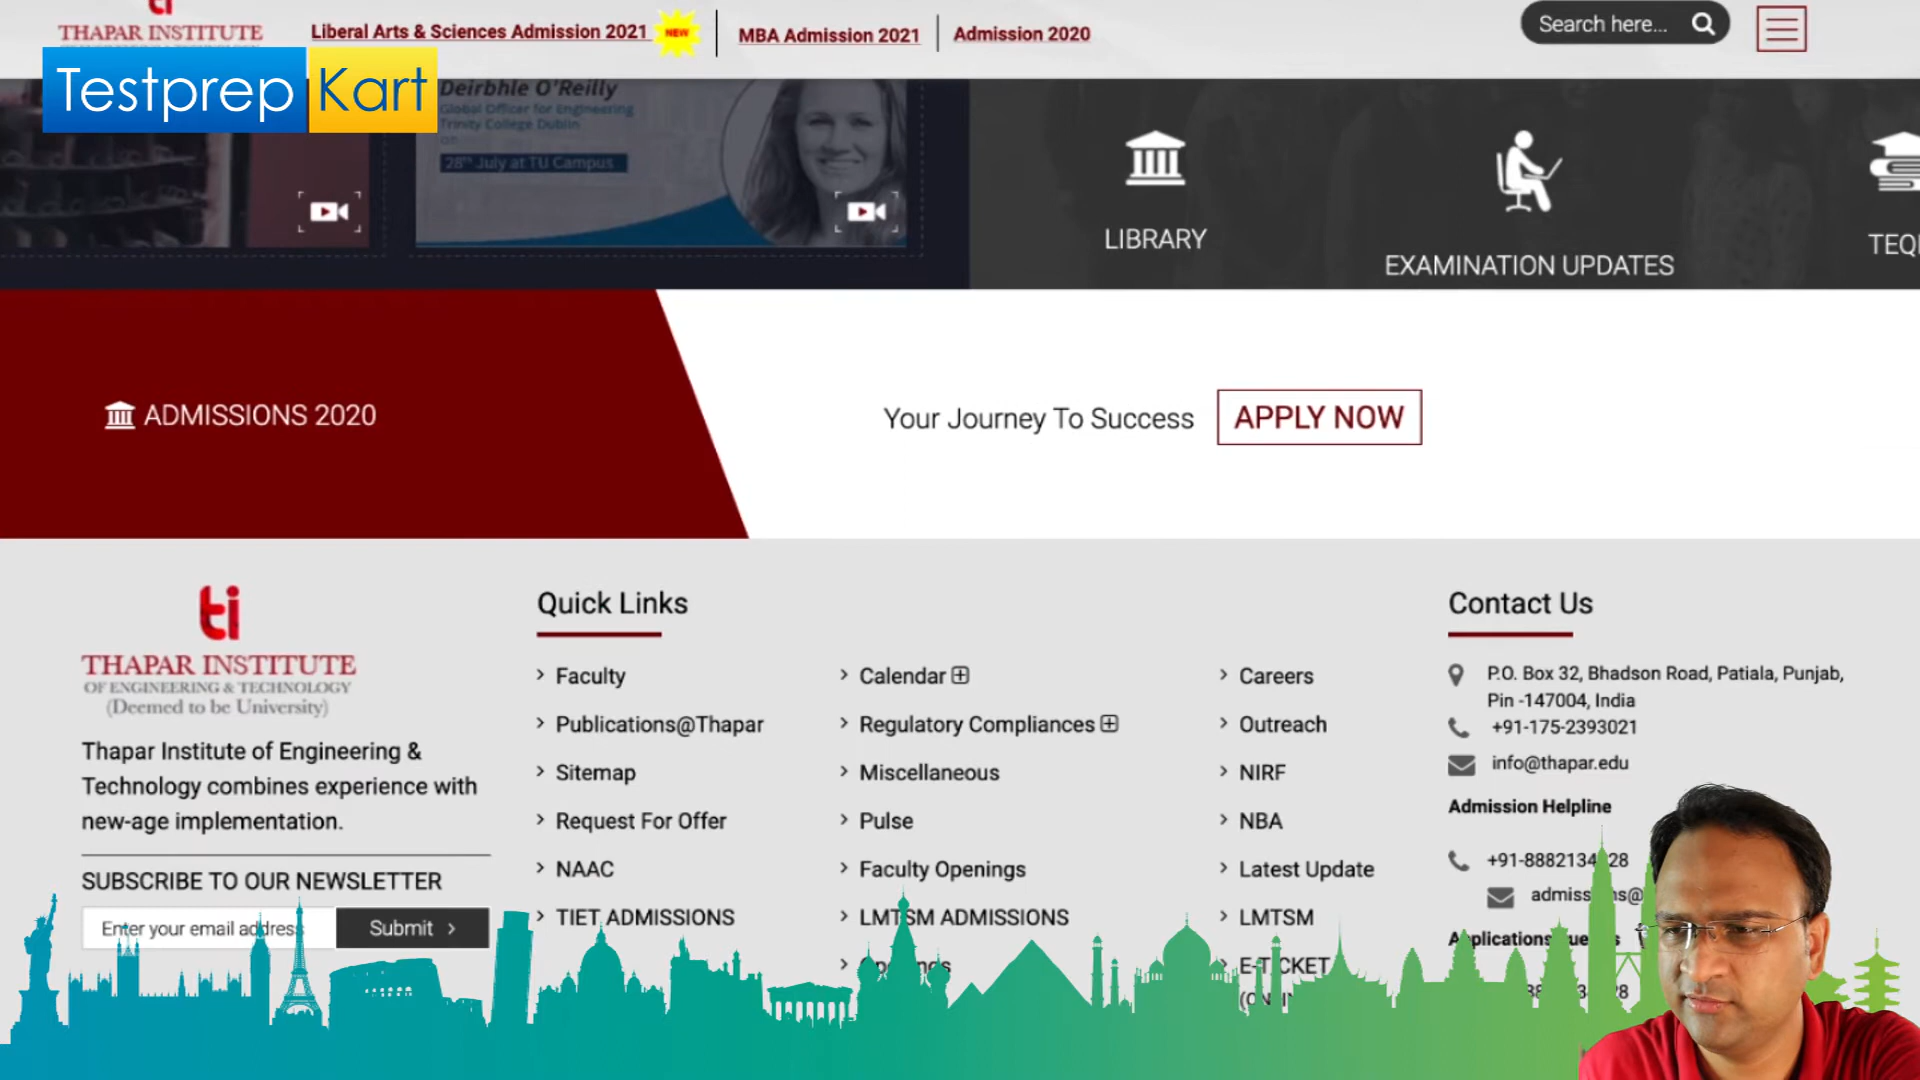 THAPAR INSTITUTE
Liberal Arts & Sciences Admission 2021
NEW
MBA Admission 2021
Admission 2020
Search here...
Testprep Kart
Deirbhle O'Reilly
Global Officer for Engineering
Trinity College Dublin
on
28th July at TU Campus
LIBRARY
EXAMINATION UPDATES
ADMISSIONS 2020
Your Journey To Success
APPLY NOW
ti
THAPAR INSTITUTE
OF ENGINEERING & TECHNOLOGY
(Deemed to be University)
Thapar Institute of Engineering &
Technology combines experience with
new-age implementation.
SUBSCRIBE TO OUR NEWSLETTER
Enter your email address
Submit >
Quick Links
Faculty
Publications@Thapar
Sitemap
Request For Offer
NAAC
TIET ADMISSIONS
Calendar
Regulatory Compliances
Miscellaneous
Pulse
Faculty Openings
LMTSM ADMISSIONS
Openings
Careers
Outreach
NIRF
NBA
Latest Update
LMTSM
E-TICKET
Contact Us
P.O. Box 32, Bhadson Road, Patiala, Punjab,
Pin -147004, India
+91-175-2393021
info@thapar.edu
Admission Helpline